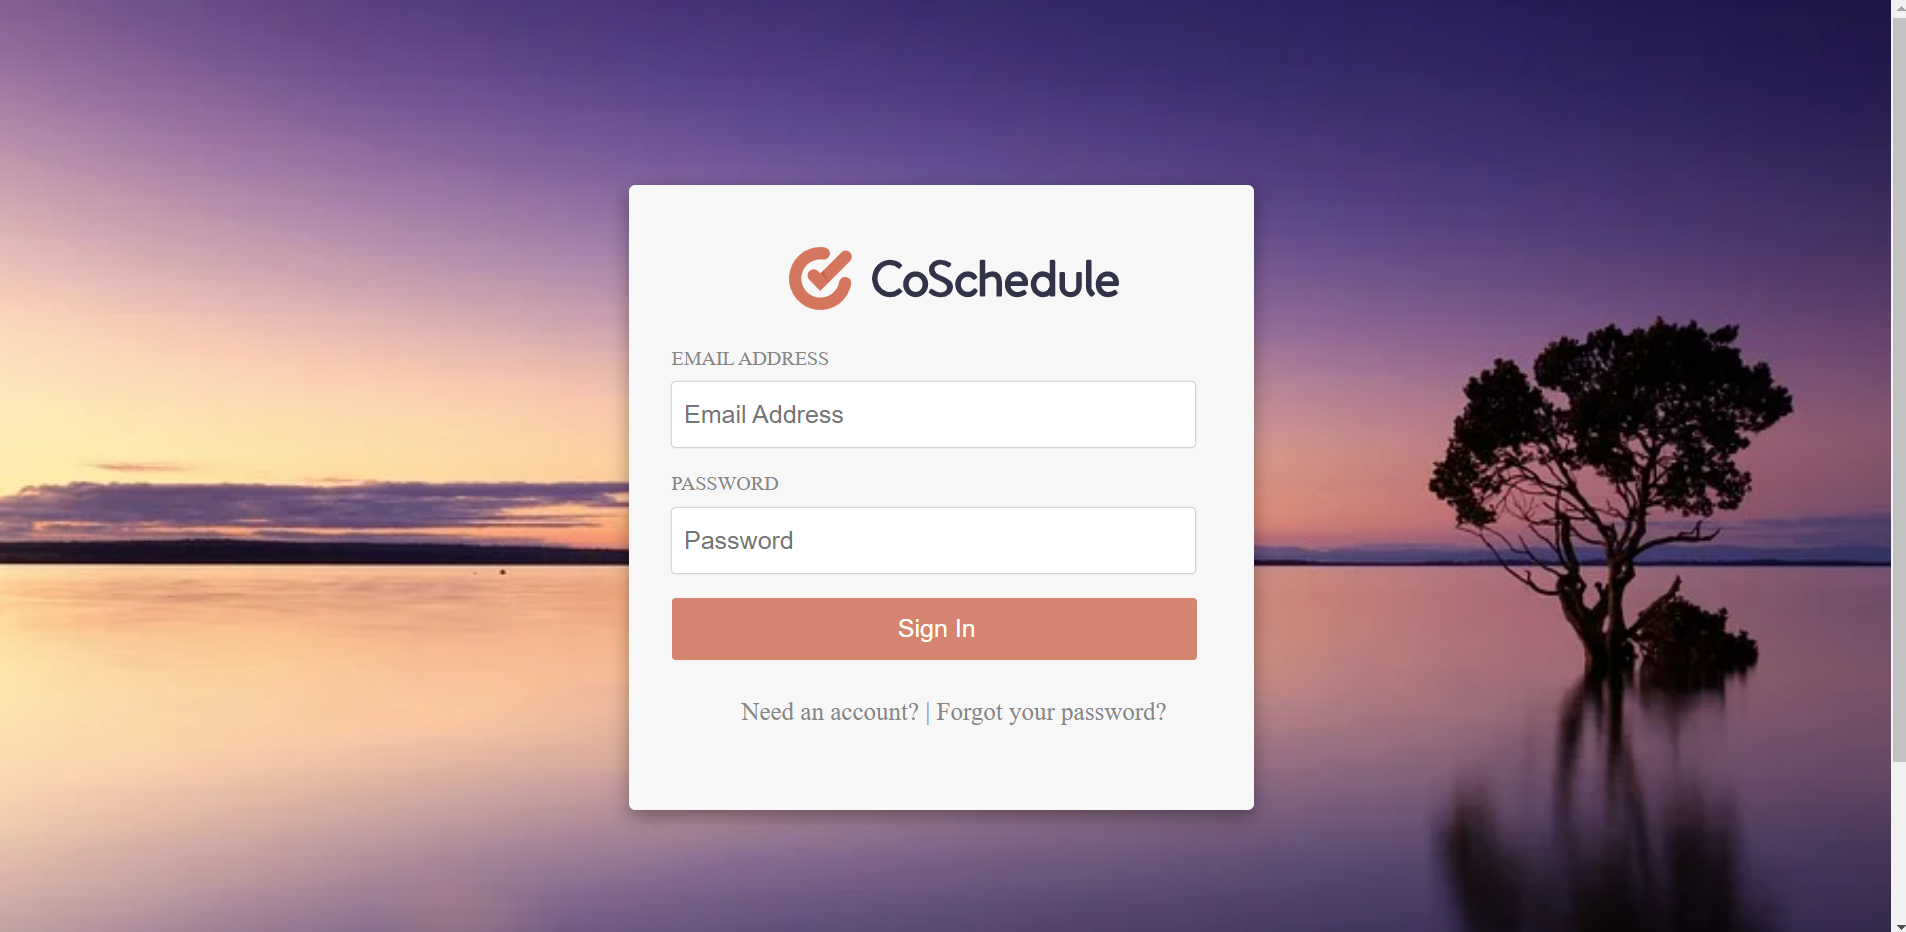 CoSchedule
EMAIL ADDRESS
Email Address
PASSWORD
Password
Sign In
Need an account? | Forgot your password?